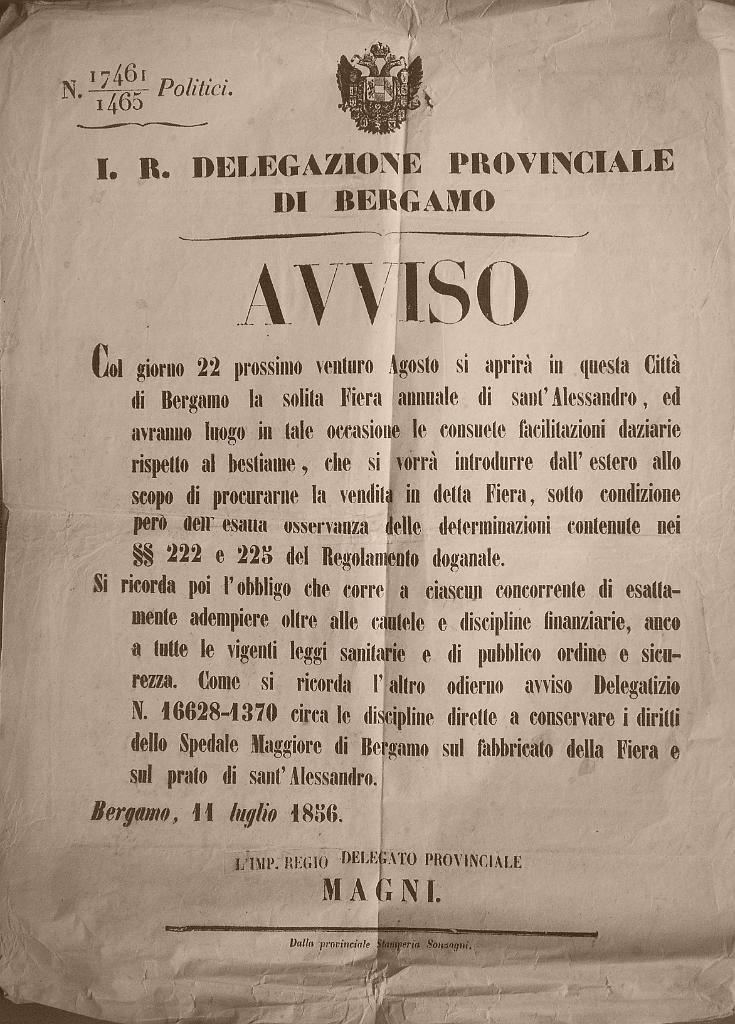 N. 17461/1465 Politici.
I. R. DELEGAZIONE PROVINCIALE
DI BERGAMO
AVVISO
Col giorno 22 prossimo venturo Agosto si aprirà in questa Città
di Bergamo la solita Fiera annuale di sant'Alessandro, ed
avranno luogo in tale occasione le consuete facilitazioni daziarie
rispetto al bestiame, che si vorrà introdurre dall'estero allo
scopo di procurarne la vendita in detta Fiera, sotto condizione
però dell'esatta osservanza delle determinazioni contenute nei
§§ 222 e 225 del Regolamento doganale.
Si ricorda poi l'obbligo che corre a ciascun concorrente di esatta-
mente adempiere oltre alle cautele e discipline finanziarie, anco
a tutte le vigenti leggi sanitarie e di pubblico ordine e sicu-
rezza. Come si ricorda l'altro odierno avviso Delegatizio
N. 16628-1370 circa le discipline dirette a conservare i diritti
dello Spedale Maggiore di Bergamo sul fabbricato della Fiera e
sul prato di sant'Alessandro.
Bergamo, 11 luglio 1856.
L'IMP. REGIO DELEGATO PROVINCIALE
MAGNI.
Dalla provinciale Stamperia Sonzogni.